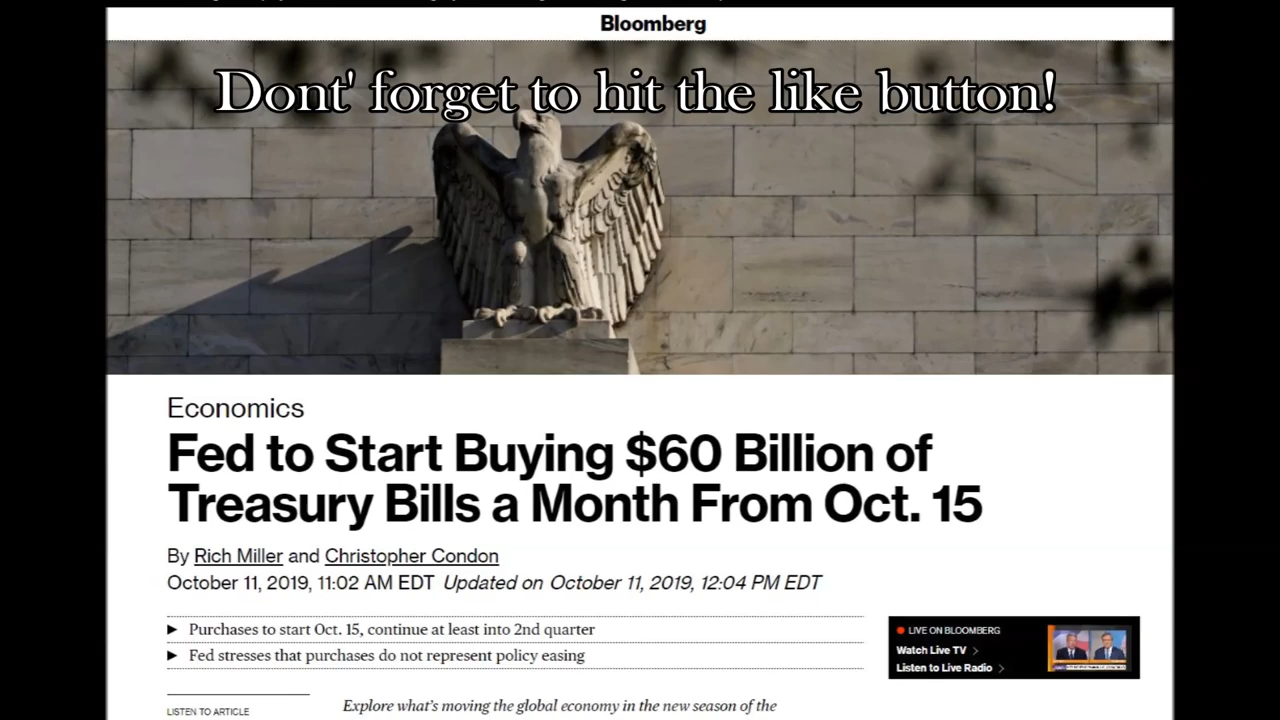 Bloomberg
Dont' forget to hit the like button!
Economics
Fed to Start Buying $60 Billion of
Treasury Bills a Month From Oct. 15
By Rich Miller and Christopher Condon
October 11, 2019, 11:02 AM EDT Updated on October 11, 2019, 12:04 PM EDT
► Purchases to start Oct. 15, continue at least into 2nd quarter
► Fed stresses that purchases do not represent policy easing
LIVE ON BLOOMBERG
Watch Live TV >
Listen to Live Radio >
LISTEN TO ARTICLE
Explore what's moving the global economy in the new season of the